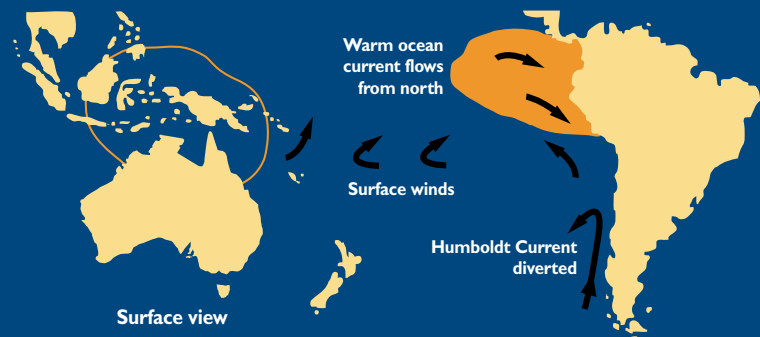 Warm ocean
current flows
from north
Surface winds
Humboldt Current
diverted
Surface view